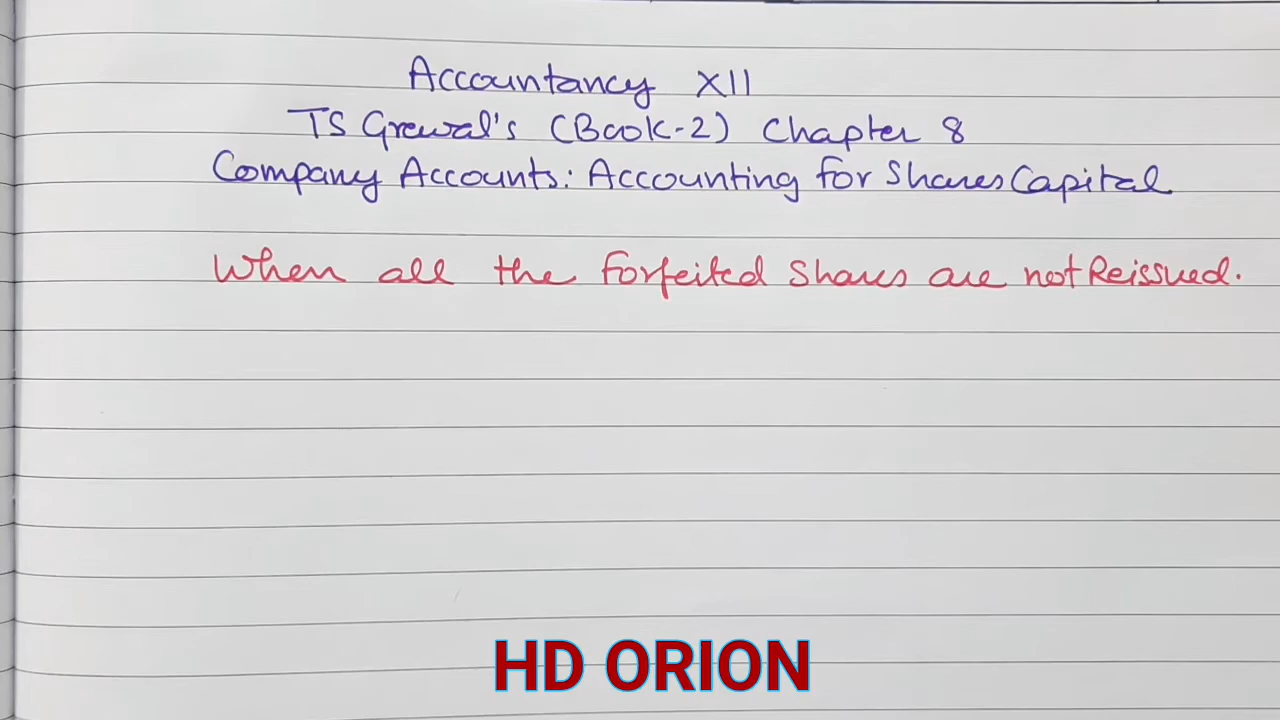 Accountancy XII
TS Grewal's (Book-2) Chapter 8
Company Accounts: Accounting for Shares Capital
When all the forfeited Shares are not Reissued.
HD ORION